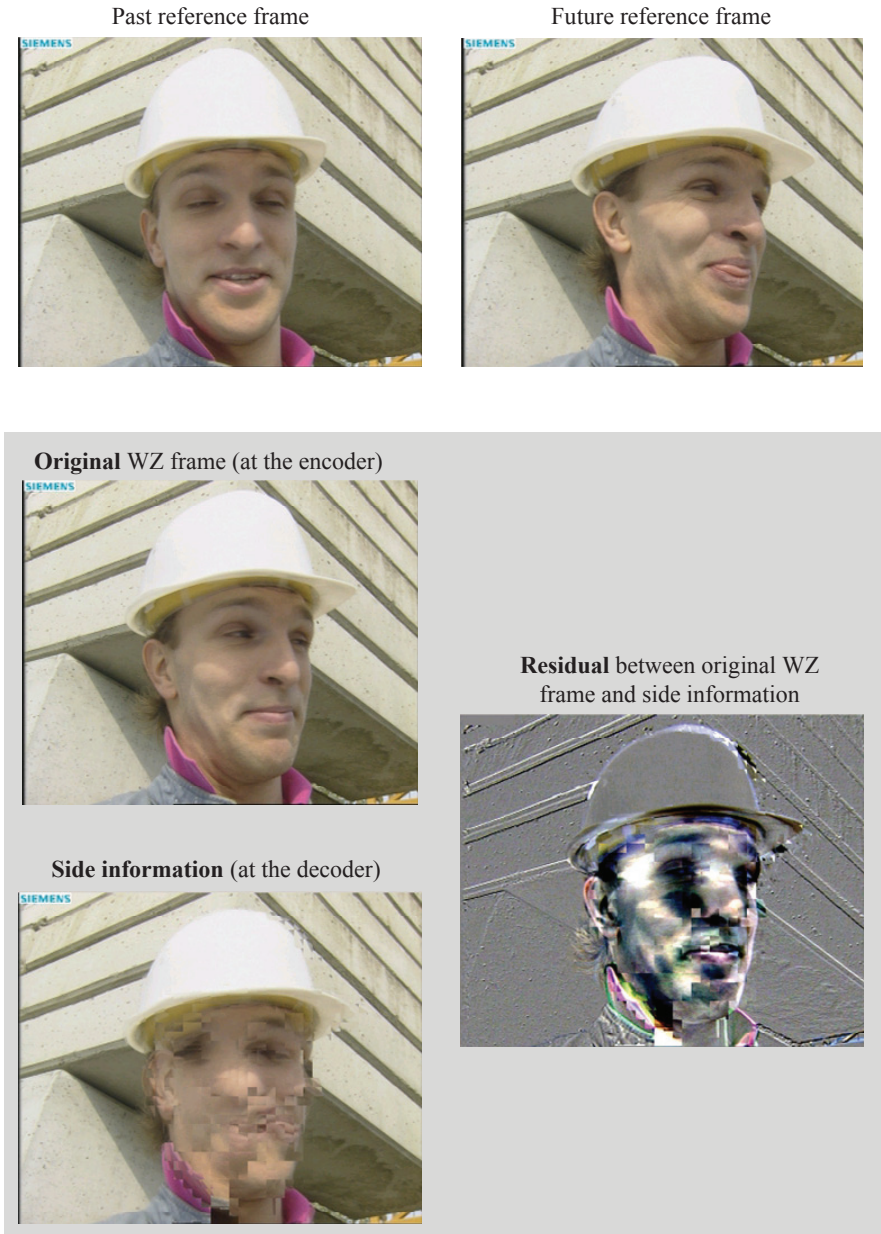 Past reference frame
Future reference frame
SIEMENS
SIEMENS
Original WZ frame (at the encoder)
SIEMENS
Residual between original WZ
frame and side information
Side information (at the decoder)
SIEMENS